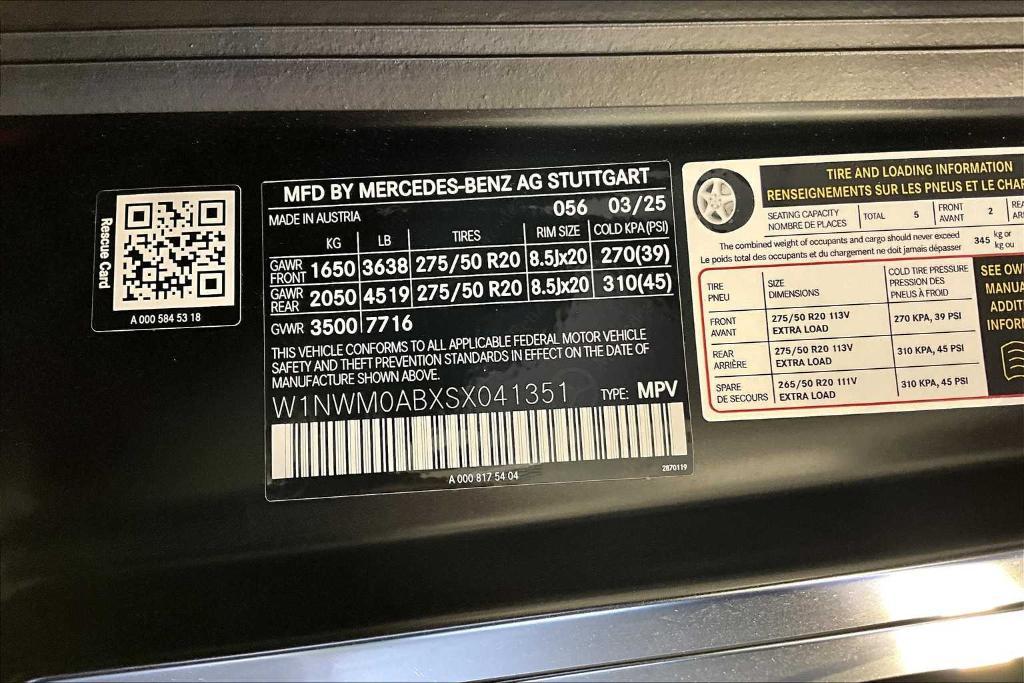 Rescue Card
A 000 584 53 18
MFD BY MERCEDES-BENZ AG STUTTGART
MADE IN AUSTRIA 056 03/25
KG LB TIRES RIM SIZE COLD KPA(PSI)
GAWR FRONT 1650 3638 275/50 R20 8.5Jx20 270(39)
GAWR REAR 2050 4519 275/50 R20 8.5Jx20 310(45)
GVWR 3500 7716
THIS VEHICLE CONFORMS TO ALL APPLICABLE FEDERAL MOTOR VEHICLE
SAFETY AND THEFT PREVENTION STANDARDS IN EFFECT ON THE DATE OF
MANUFACTURE SHOWN ABOVE.
W1NWM0ABXSX041351 TYPE: MPV
A 000 817 54 04
2870119
TIRE AND LOADING INFORMATION
RENSEIGNEMENTS SUR LES PNEUS ET LE CHAR
SEATING CAPACITY
NOMBRE DE PLACES
TOTAL 5
FRONT
AVANT
2
REA
AR
The combined weight of occupants and cargo should never exceed
Le poids total des occupants et du chargement ne doit jamais dépasser
345 kg or
kg ou
TIRE
PNEU
SIZE
DIMENSIONS
COLD TIRE PRESSURE
PRESSION DES
PNEUS À FROID
FRONT
AVANT
275/50 R20 113V
EXTRA LOAD
270 KPA, 39 PSI
REAR
ARRIÈRE
275/50 R20 113V
EXTRA LOAD
310 KPA, 45 PSI
SPARE
DE SECOURS
265/50 R20 111V
EXTRA LOAD
310 KPA, 45 PSI
SEE OW
MANUA
ADDIT
INFOR